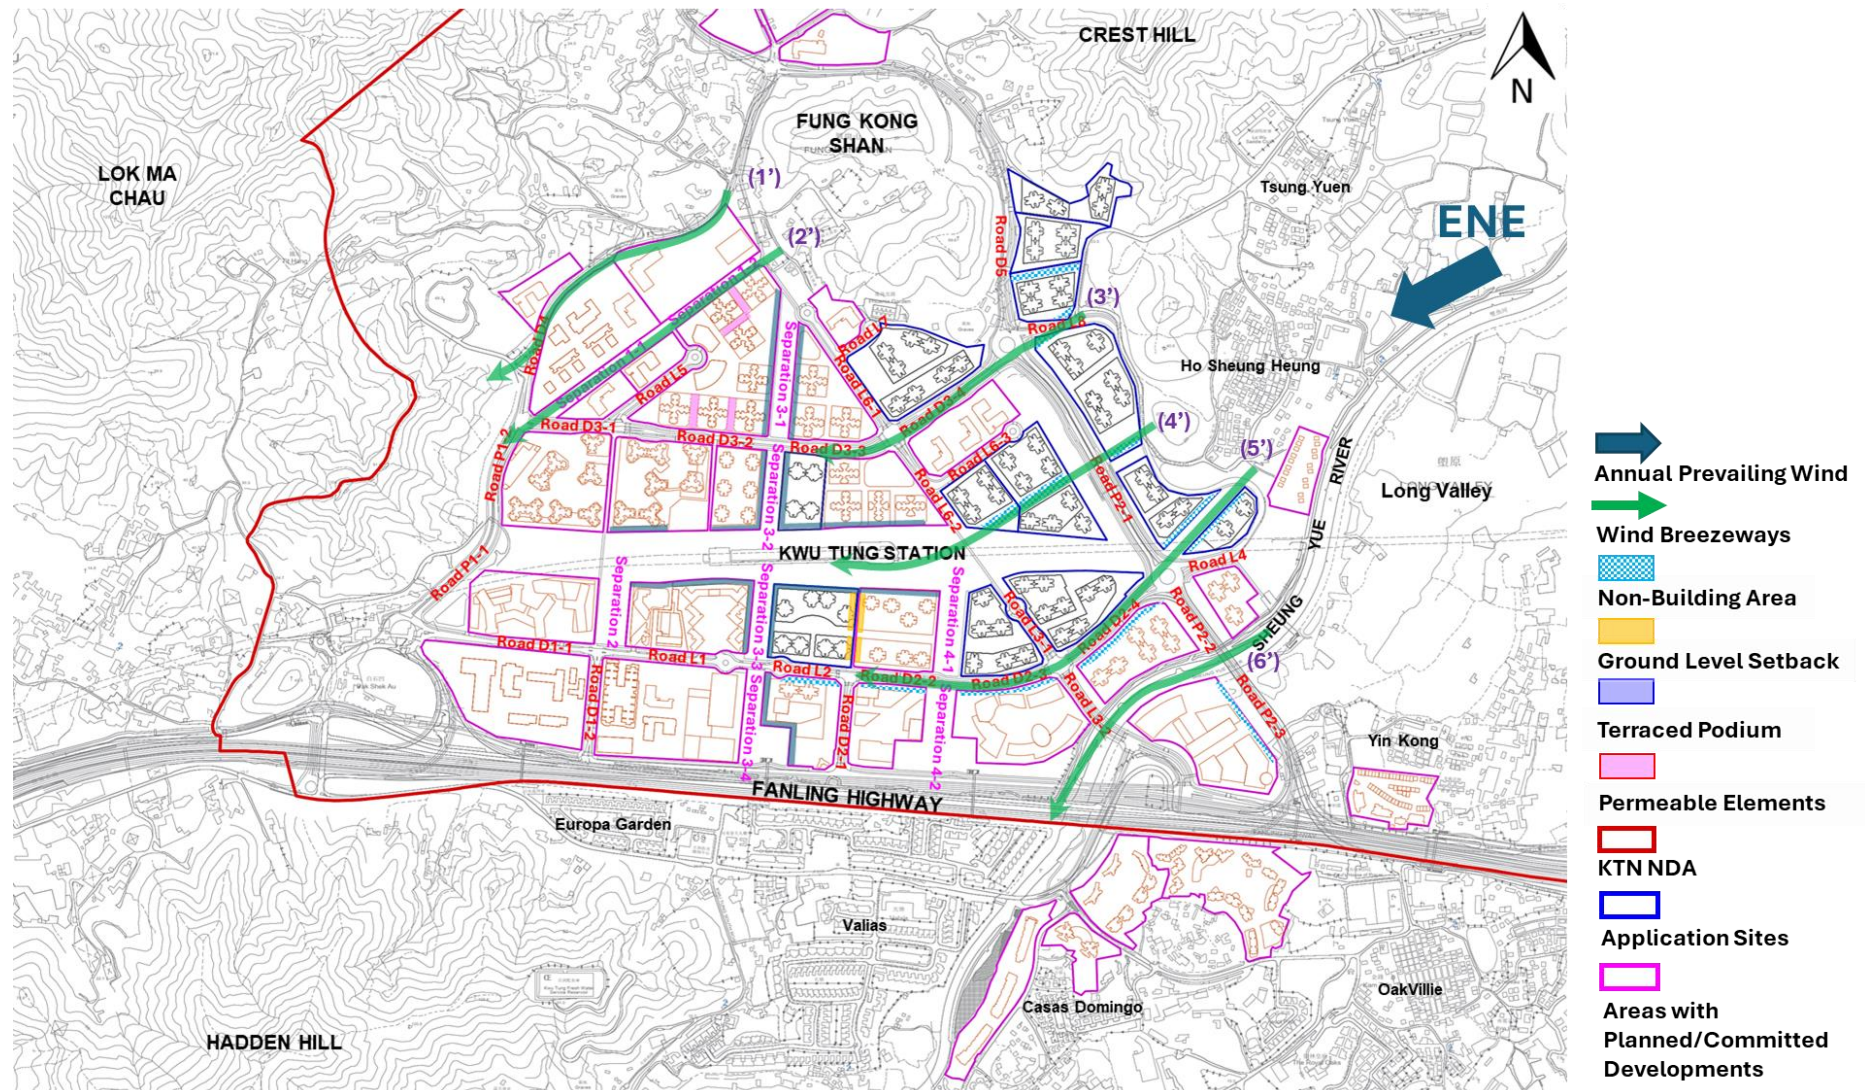 CREST HILL
N
FUNG KONG
SHAN
LOK MA
CHAU
(1')
Tsung Yuen
ENE
(2')
Road D5
(3')
Road L8
Separation 1-2
Road D4
Separation 3-1
Road L7
Ho Sheung Heung
Separation 1-1
Road L5
Road L6-1
Road D3-4
(4')
Road D3-1
Road D3-2
Road D3-3
Road L6-3
(5')
Road P1-2
Separation 3-2
Road L6-2
Road P2-1
RIVER
Long Valley
KWU TUNG STATION
YUE
Road P1-1
Separation 2
Separation 3-3
Separation 4-1
Road L4
Road L3-1
Road D2-4
Road P2-2
SHEUNG
Road D1-1
Road L1
Road L2
Road D2-2
Road D2-3
(6')
Road D1-2
Separation 3-4
Road D2-1
Separation 4-2
Road L3-2
Road P2-3
Yin Kong
FANLING HIGHWAY
Europa Garden
Valias
OakVillie
Casas Domingo
HADDEN HILL
Annual Prevailing Wind
Wind Breezeways
Non-Building Area
Ground Level Setback
Terraced Podium
Permeable Elements
KTN NDA
Application Sites
Areas with
Planned/Committed
Developments